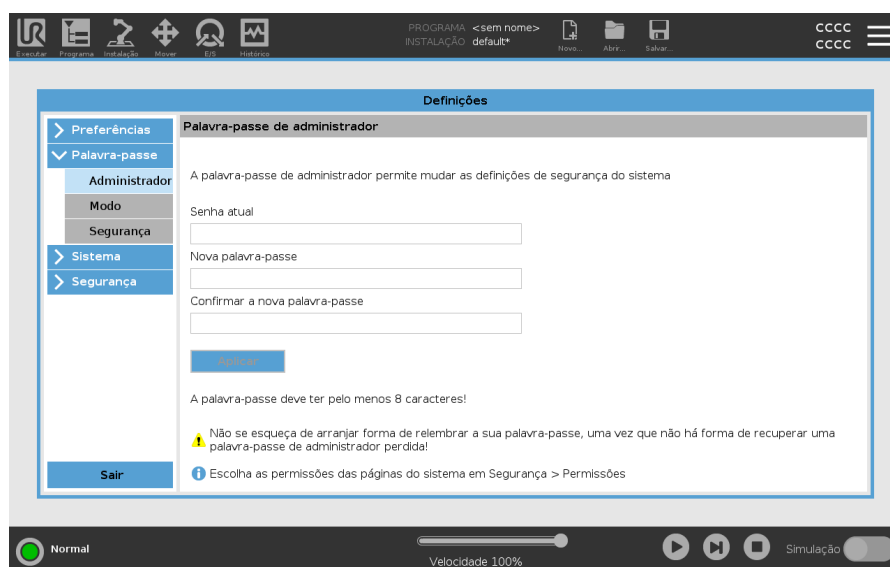 PROGRAMA <sem nome>
INSTALAÇÃO default*
CCCC
CCCC
Executar Programa Instalação Mover E/S Histórico
Novo... Abrir... Salvar...
Definições
Preferências
Palavra-passe
Administrador
Modo
Segurança
Sistema
Segurança
Sair
Palavra-passe de administrador
A palavra-passe de administrador permite mudar as definições de segurança do sistema
Senha atual
Nova palavra-passe
Confirmar a nova palavra-passe
Aplicar
A palavra-passe deve ter pelo menos 8 caracteres!
Não se esqueça de arranjar forma de relembrar a sua palavra-passe, uma vez que não há forma de recuperar uma
palavra-passe de administrador perdida!
Escolha as permissões das páginas do sistema em Segurança > Permissões
Normal
Velocidade 100%
Simulação